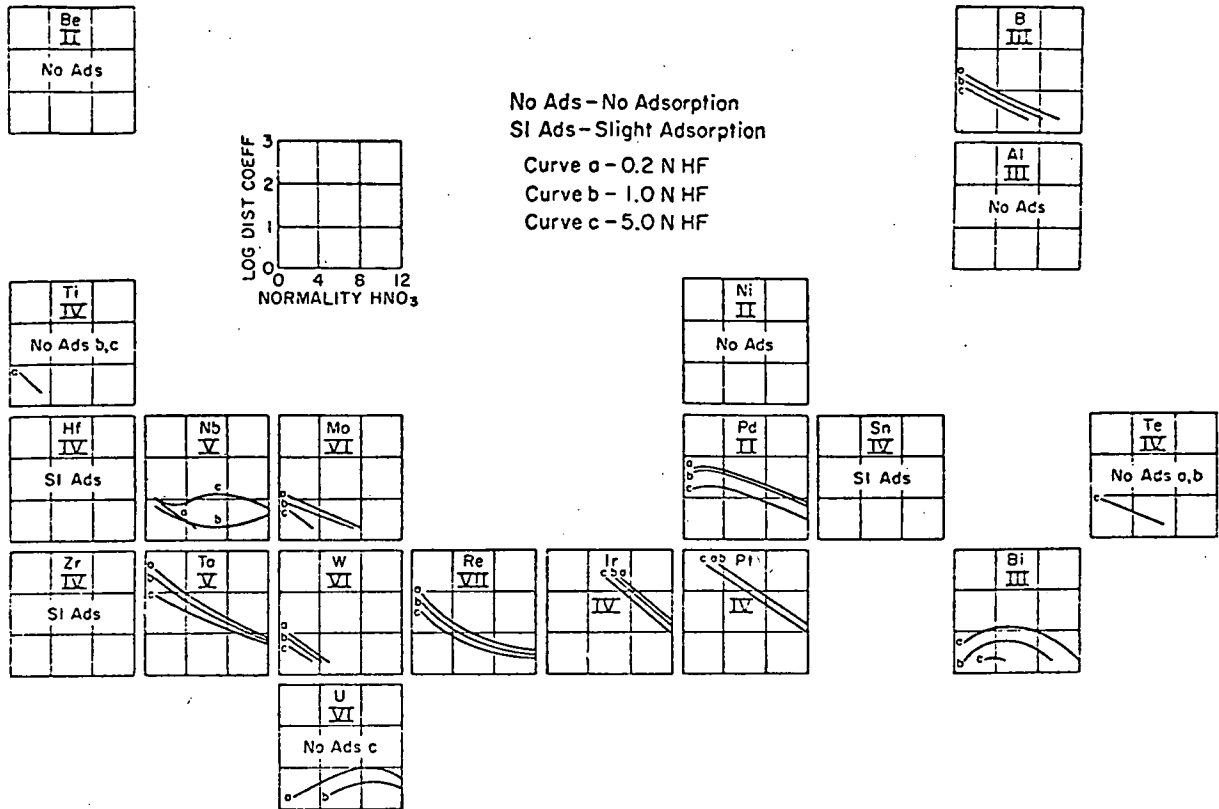 Be
II
No Ads
B
III
a
b
c
No Ads-No Adsorption
Sl Ads-Slight Adsorption
Curve a-0.2 N HF
Curve b-1.0 N HF
Curve c-5.0 N HF
LOG DIST COEFF
3
2
1
0
0 4 8 12
NORMALITY HNO3
Al
III
No Ads
Ti
IV
No Ads b,c
c
Ni
II
No Ads
Hf
IV
Sl Ads
Nb
V
c
a
b
Mo
VI
a
b
c
Pd
II
a
b
c
Sn
IV
Sl Ads
Te
IV
No Ads a,b
c
Zr
IV
Sl Ads
Ta
V
a
b
c
W
VI
a
b
c
Re
VII
a
b
c
Ir
c b a
IV
Pt
c a b
IV
Bi
III
c
b
c
U
VI
No Ads c
a
b